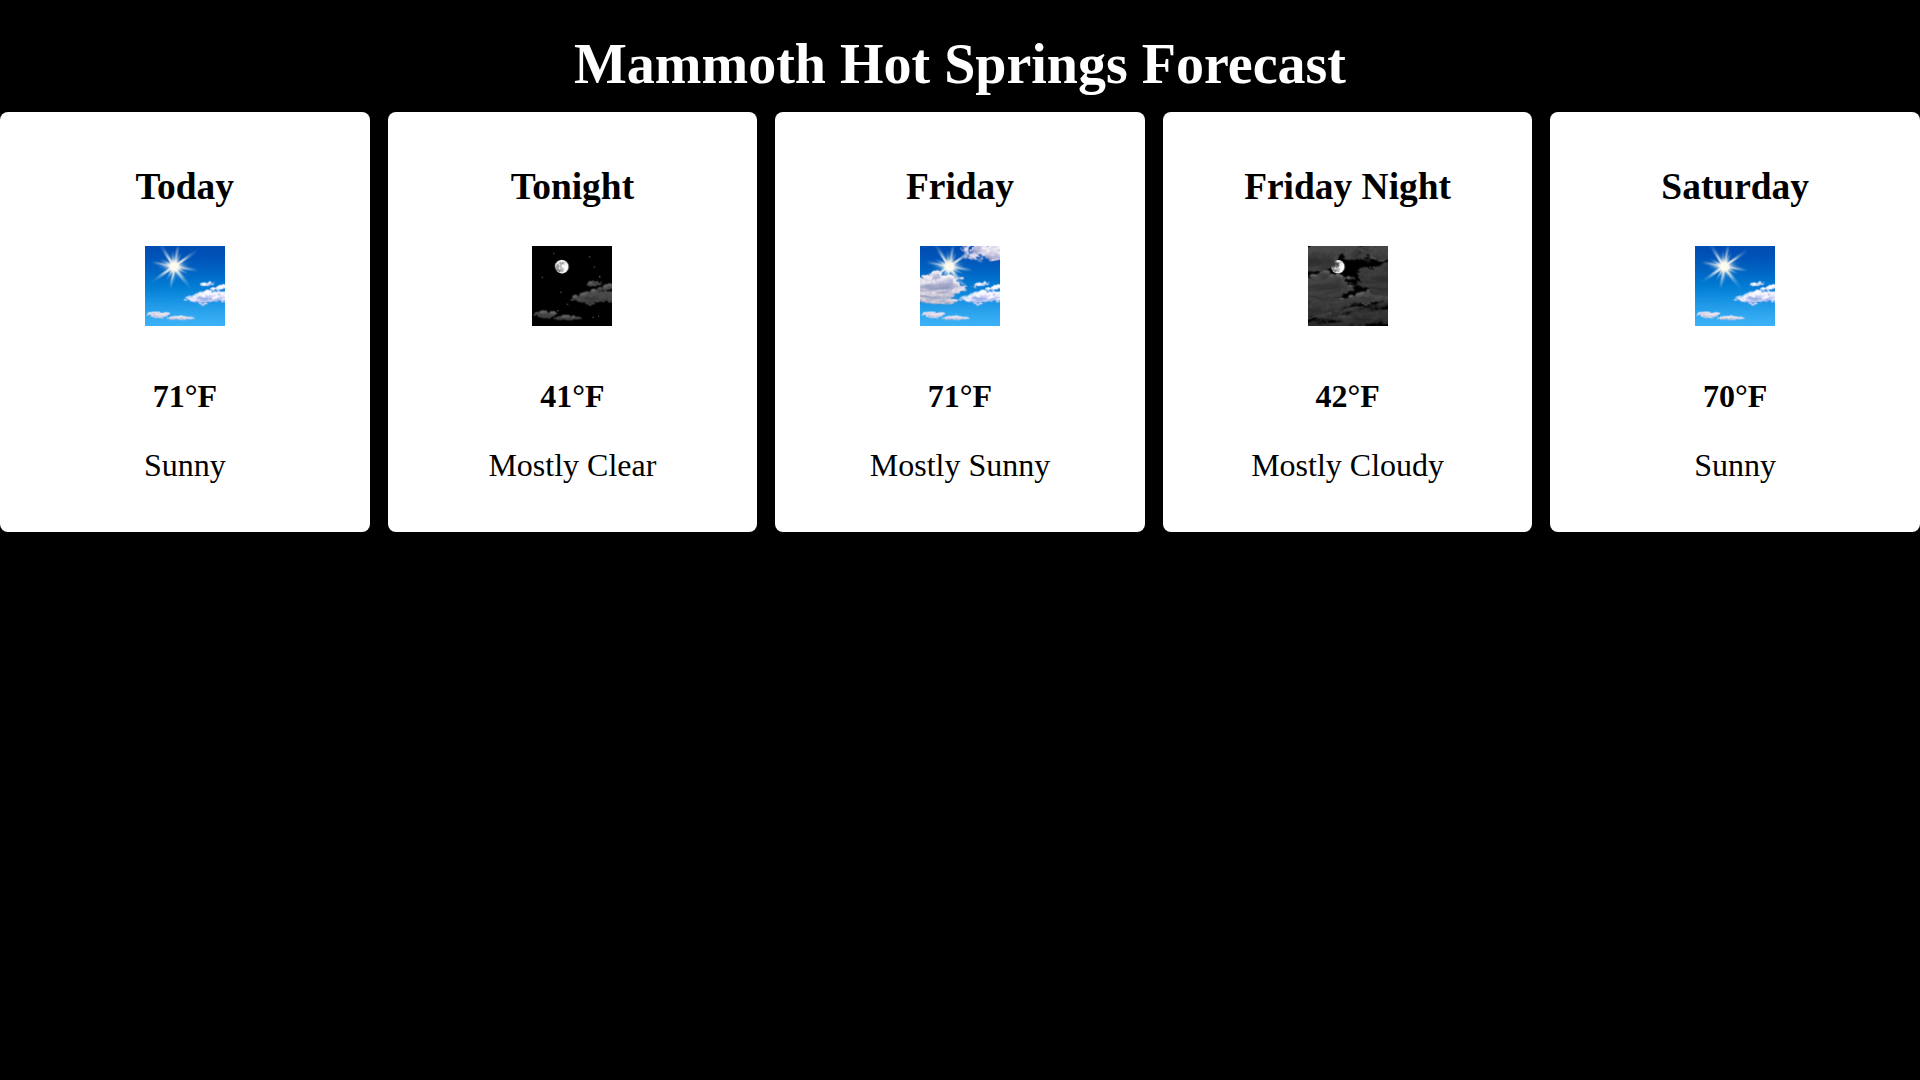 Mammoth Hot Springs Forecast
Today
71°F
Sunny
Tonight
41°F
Mostly Clear
Friday
71°F
Mostly Sunny
Friday Night
42°F
Mostly Cloudy
Saturday
70°F
Sunny